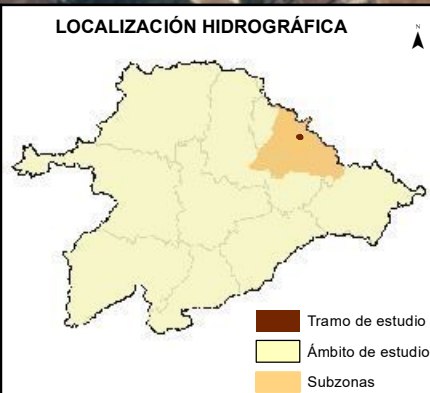 LOCALIZACIÓN HIDROGRÁFICA
N
Tramo de estudio
Ámbito de estudio
Subzonas